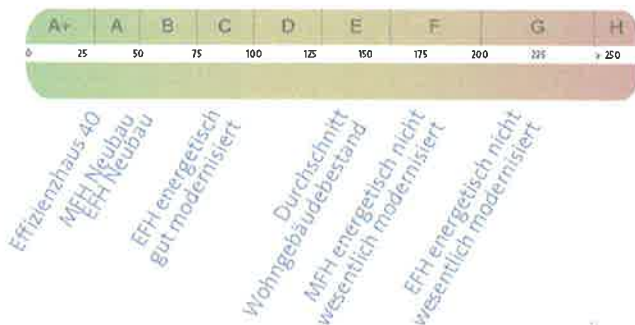 A+ A B C D E F G H
0 25 50 75 100 125 150 175 200 225 > 250
Effizienzhaus 40
MFH Neubau
EFH Neubau
EFH energetisch
gut modernisiert
Durchschnitt
Wohngebäudebestand
MFH energetisch nicht
wesentlich modernisiert
EFH energetisch nicht
wesentlich modernisiert